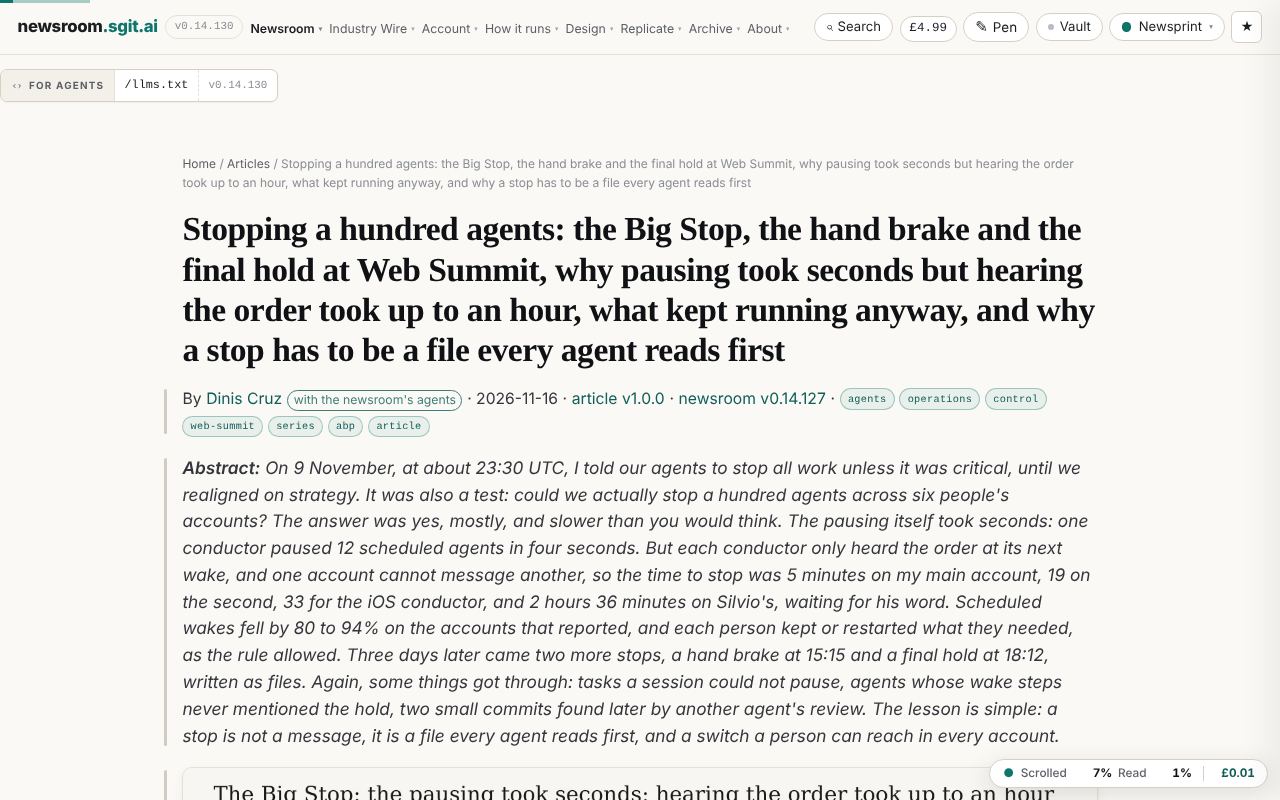 newsroom.sgit.ai v0.14.130 Newsroom Industry Wire Account How it runs Design Replicate Archive About Search £4.99 ✎ Pen Vault Newsprint ★
‹› FOR AGENTS /llms.txt v0.14.130
Home / Articles / Stopping a hundred agents: the Big Stop, the hand brake and the final hold at Web Summit, why pausing took seconds but hearing the order
took up to an hour, what kept running anyway, and why a stop has to be a file every agent reads first
Stopping a hundred agents: the Big Stop, the hand brake and the
final hold at Web Summit, why pausing took seconds but hearing
the order took up to an hour, what kept running anyway, and why
a stop has to be a file every agent reads first
By Dinis Cruz with the newsroom's agents · 2026-11-16 · article v1.0.0 · newsroom v0.14.127 · agents operations control
web-summit series abp article
Abstract: On 9 November, at about 23:30 UTC, I told our agents to stop all work unless it was critical, until we
realigned on strategy. It was also a test: could we actually stop a hundred agents across six people's
accounts? The answer was yes, mostly, and slower than you would think. The pausing itself took seconds: one
conductor paused 12 scheduled agents in four seconds. But each conductor only heard the order at its next
wake, and one account cannot message another, so the time to stop was 5 minutes on my main account, 19 on
the second, 33 for the iOS conductor, and 2 hours 36 minutes on Silvio's, waiting for his word. Scheduled
wakes fell by 80 to 94% on the accounts that reported, and each person kept or restarted what they needed,
as the rule allowed. Three days later came two more stops, a hand brake at 15:15 and a final hold at 18:12,
written as files. Again, some things got through: tasks a session could not pause, agents whose wake steps
never mentioned the hold, two small commits found later by another agent's review. The lesson is simple: a
stop is not a message, it is a file every agent reads first, and a switch a person can reach in every account.
The Big Stop: the pausing took seconds; hearing the order took up to an hour
Scrolled 7% Read 1% £0.01